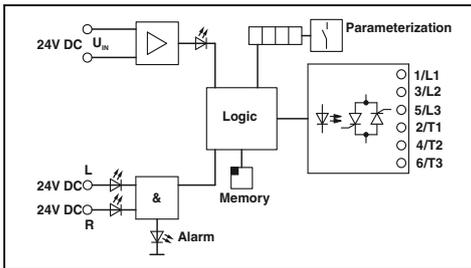 Parameterization
24V DC
U IN
1/L1
3/L2
5/L3
2/T1
4/T2
6/T3
Logic
L
24V DC
24V DC
R
&
Memory
Alarm